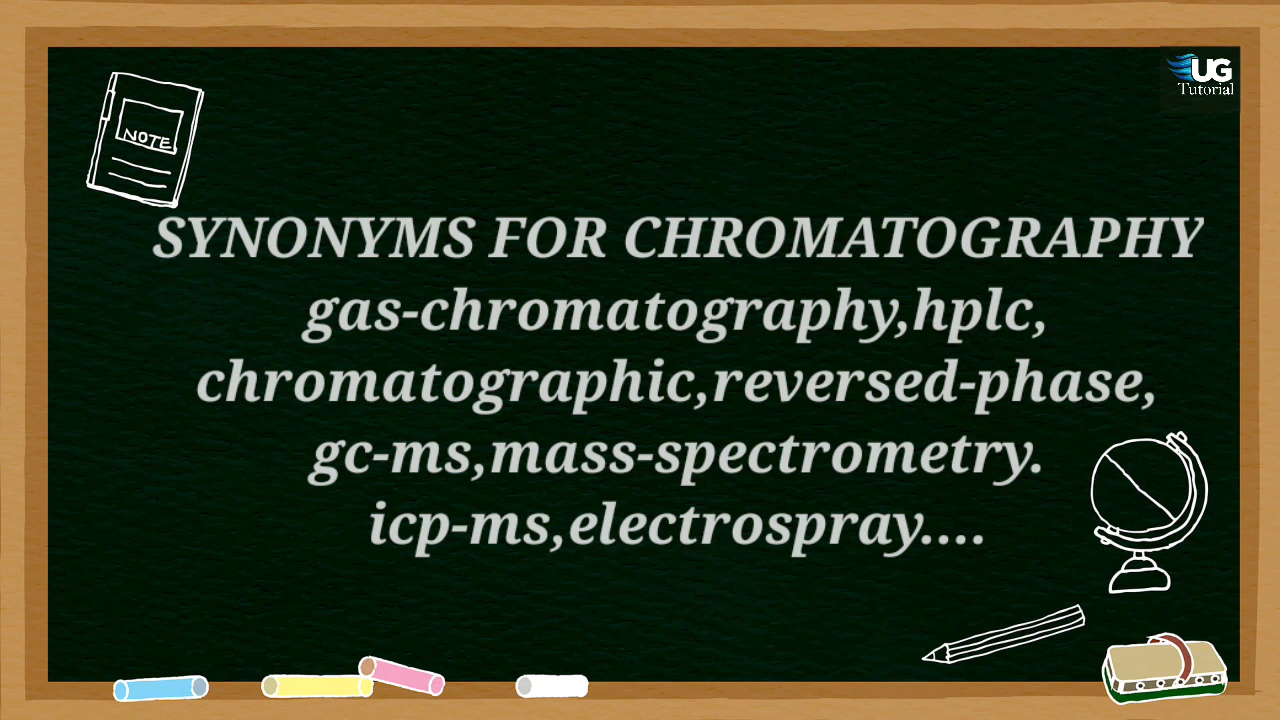 UG
Tutorial
NOTE
SYNONYMS FOR CHROMATOGRAPHY
gas-chromatography,hplc,
chromatographic,reversed-phase,
gc-ms,mass-spectrometry.
icp-ms,electrospray....